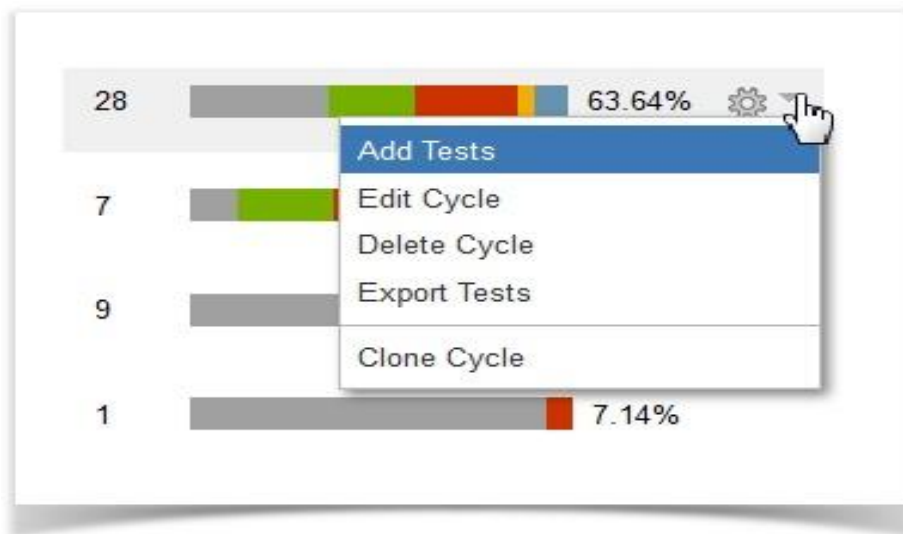 28 63.64%
Add Tests
Edit Cycle
7
Delete Cycle
Export Tests
9
Clone Cycle
1 7.14%